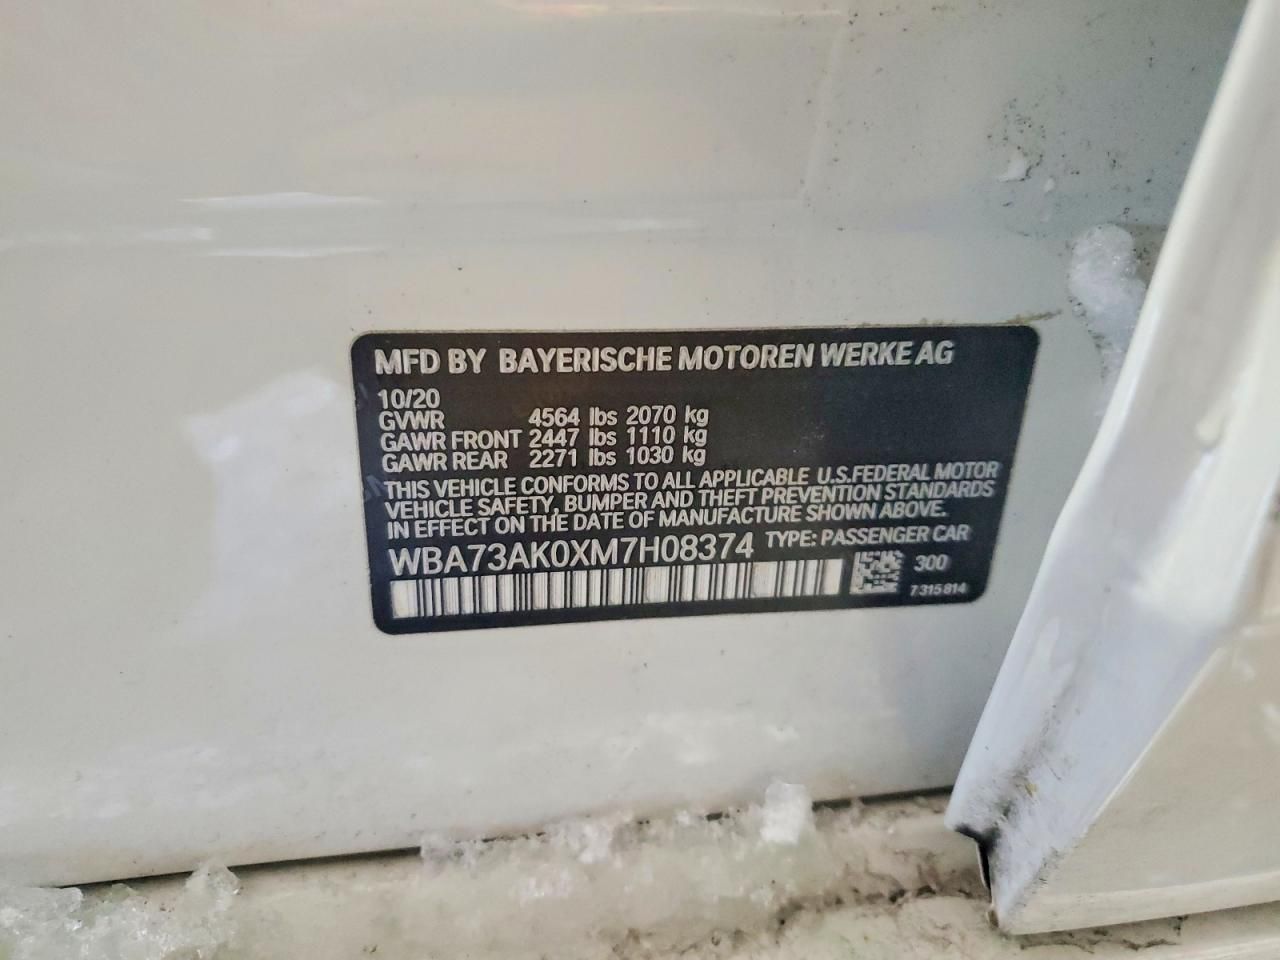 MFD BY BAYERISCHE MOTOREN WERKE AG
10/20
GVWR 4564 lbs 2070 kg
GAWR FRONT 2447 lbs 1110 kg
GAWR REAR 2271 lbs 1030 kg
THIS VEHICLE CONFORMS TO ALL APPLICABLE U.S.FEDERAL MOTOR
VEHICLE SAFETY, BUMPER AND THEFT PREVENTION STANDARDS
IN EFFECT ON THE DATE OF MANUFACTURE SHOWN ABOVE.
WBA73AK0XM7H08374 TYPE: PASSENGER CAR
300
7 315 814